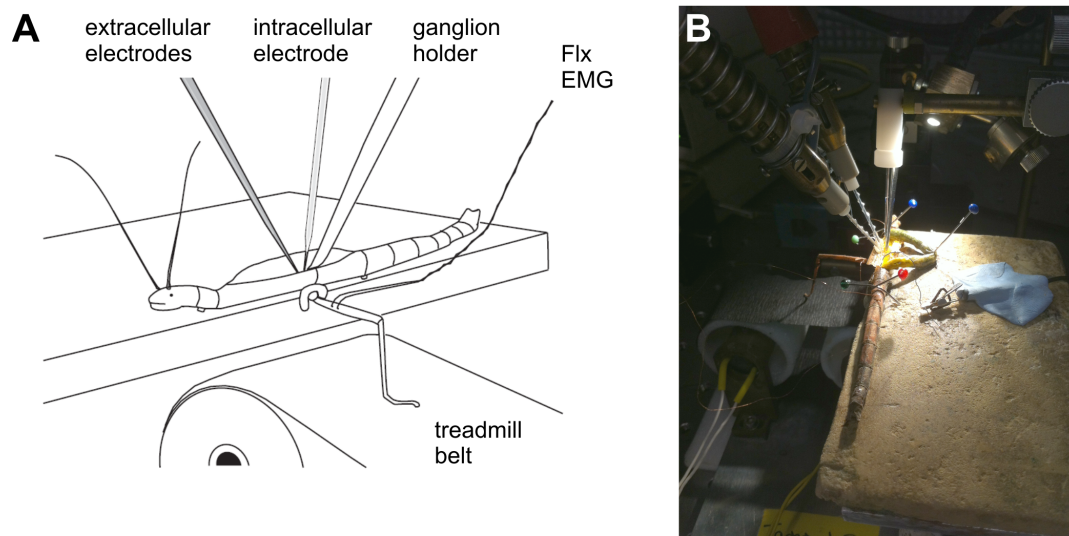 A
extracellular
electrodes
intracellular
electrode
ganglion
holder
Flx
EMG
treadmill
belt
B